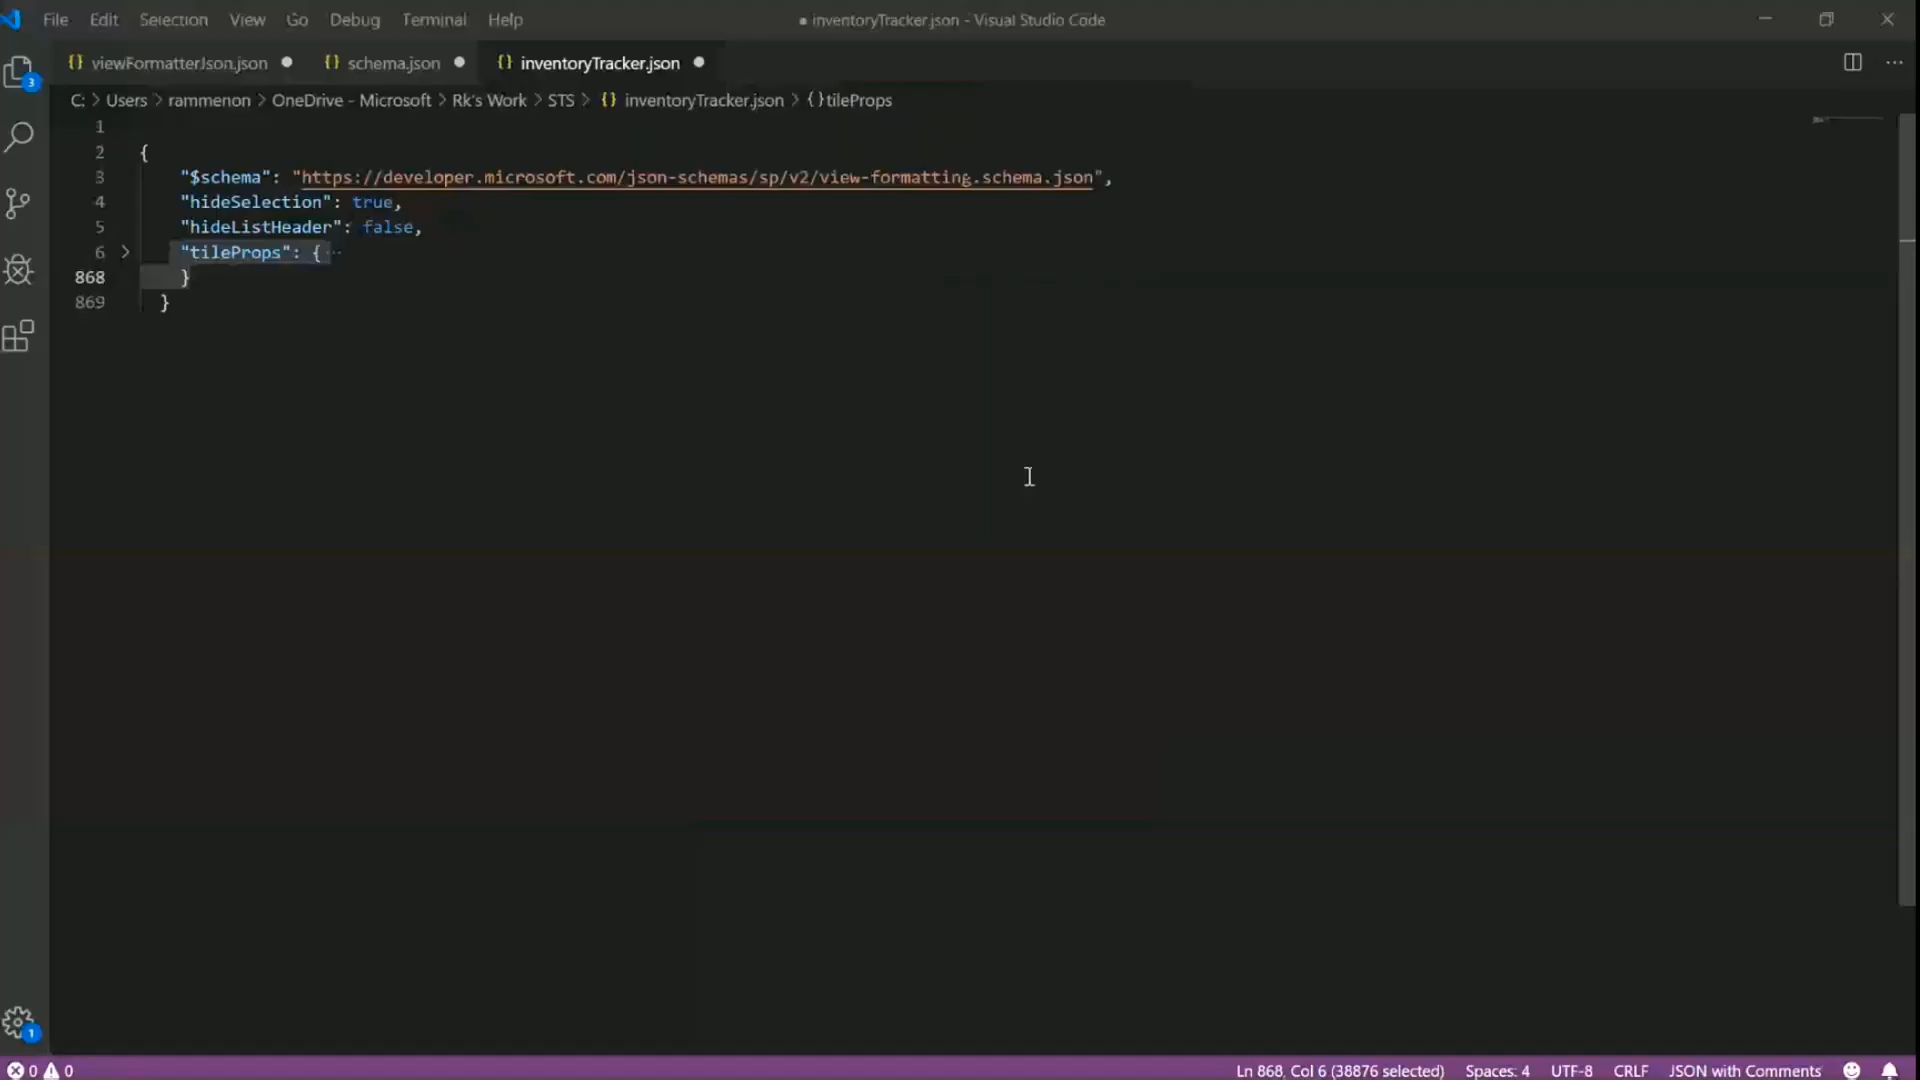 File Edit Selection View Go Debug Terminal Help ● inventoryTracker.json - Visual Studio Code
{} viewFormatterJson.json ● {} schema.json ● {} inventoryTracker.json ●
3
C: > Users > rammenon > OneDrive - Microsoft > Rk's Work > STS > {} inventoryTracker.json > {} tileProps
1
2 {
3 "$schema": "https://developer.microsoft.com/json-schemas/sp/v2/view-formatting.schema.json",
4 "hideSelection": true,
5 "hideListHeader": false,
6 > "tileProps": { ···
868 }
869 }
1
0 0 Ln 868, Col 6 (38876 selected) Spaces: 4 UTF-8 CRLF JSON with Comments